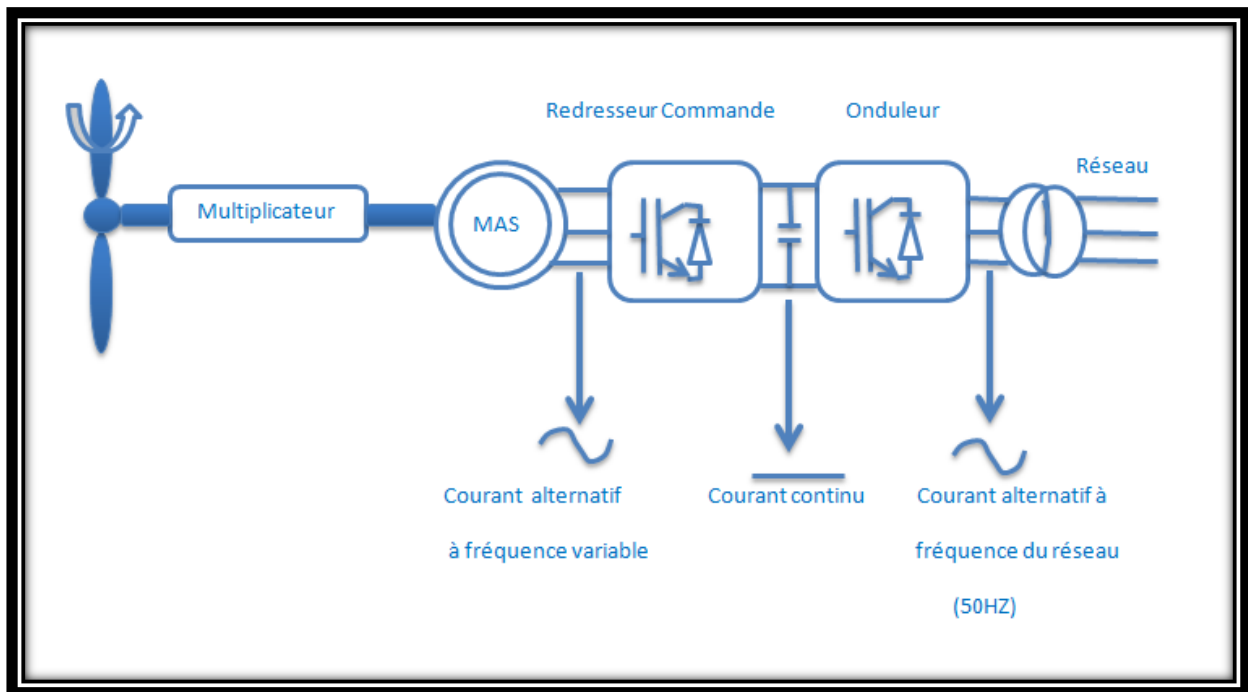 Redresseur Commande
Onduleur
Réseau
Multiplicateur
MAS
Courant alternatif
à fréquence variable
Courant continu
Courant alternatif à
fréquence du réseau
(50HZ)